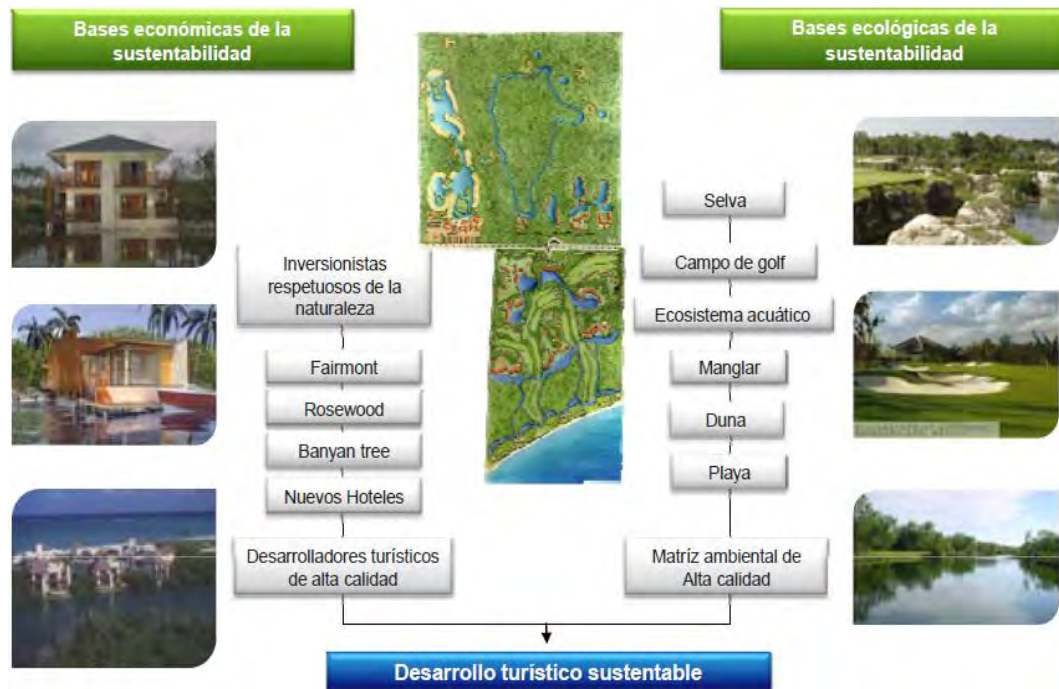 Bases económicas de la
sustentabilidad
Bases ecológicas de la
sustentabilidad
Inversionistas
respetuosos de la
naturaleza
Fairmont
Rosewood
Banyan tree
Nuevos Hoteles
Desarrolladores turísticos
de alta calidad
Selva
Campo de golf
Ecosistema acuático
Manglar
Duna
Playa
Matríz ambiental de
Alta calidad
Desarrollo turístico sustentable